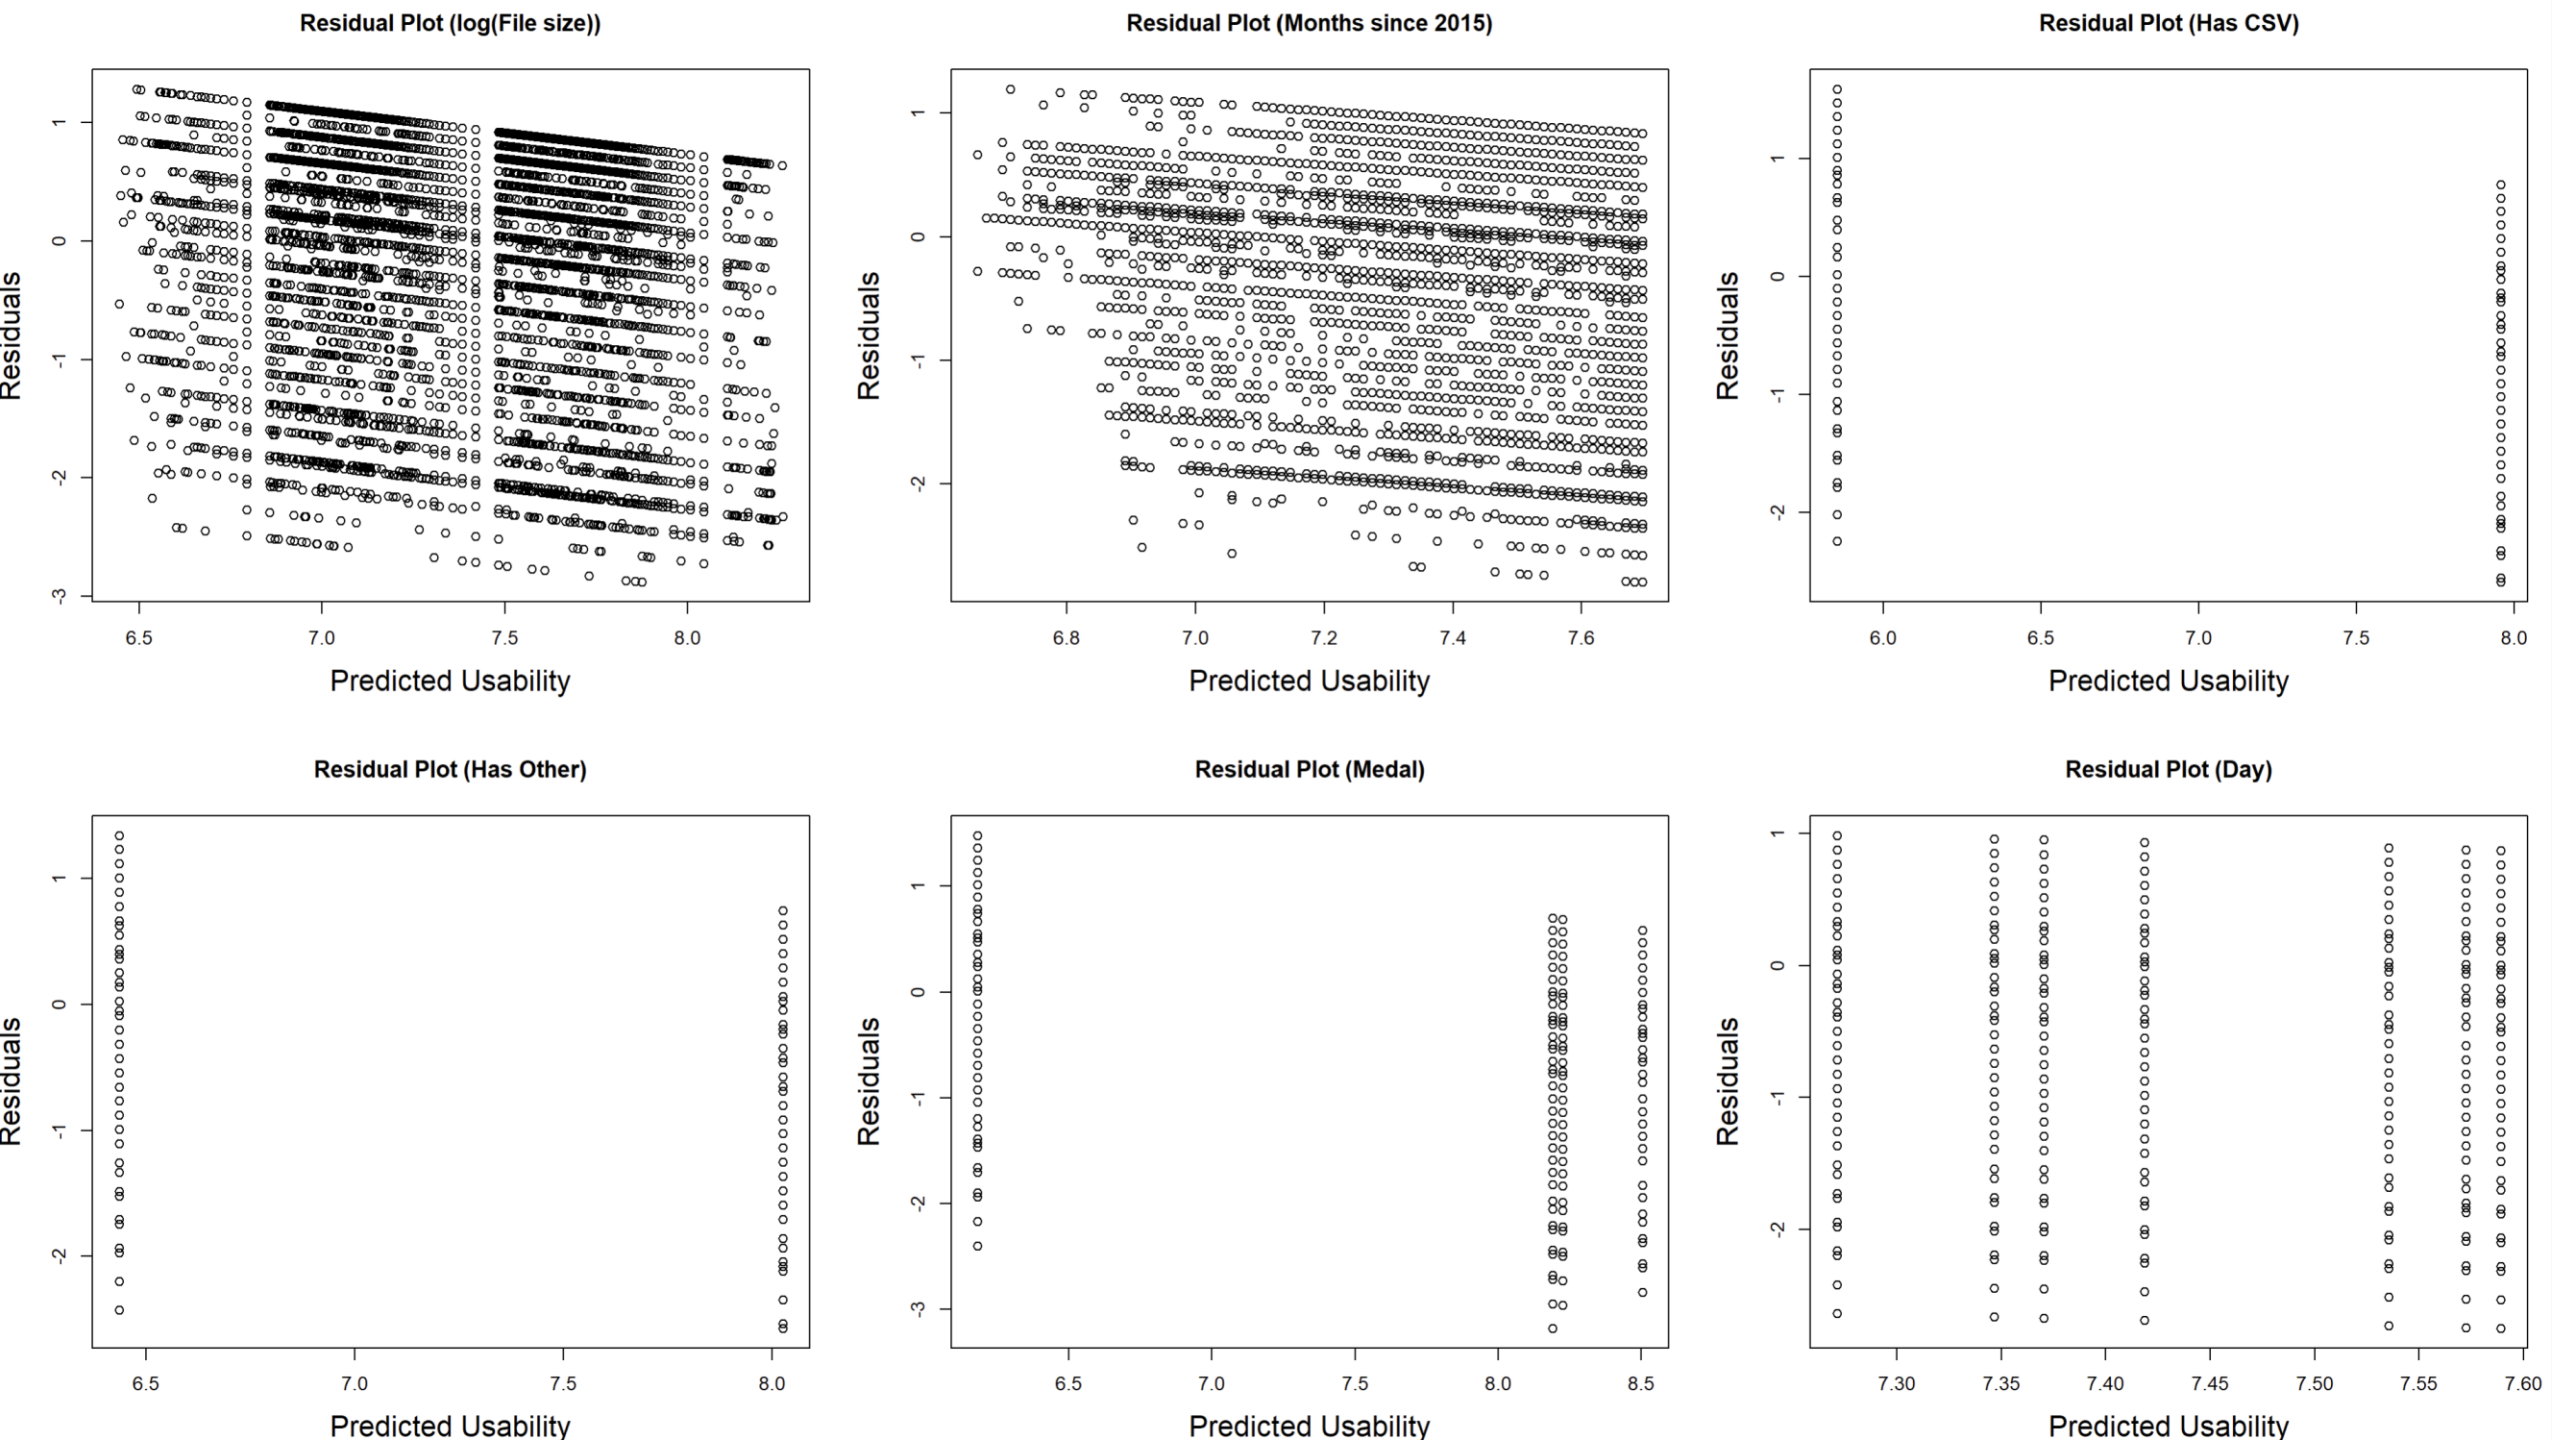 Residual Plot (log(File size))
Residuals
1
0
-1
-2
-3
6.5 7.0 7.5 8.0
Predicted Usability
Residual Plot (Months since 2015)
Residuals
1
0
-1
-2
6.8 7.0 7.2 7.4 7.6
Predicted Usability
Residual Plot (Has CSV)
Residuals
1
0
-1
-2
6.0 6.5 7.0 7.5 8.0
Predicted Usability
Residual Plot (Has Other)
Residuals
1
0
-1
-2
6.5 7.0 7.5 8.0
Predicted Usability
Residual Plot (Medal)
Residuals
1
0
-1
-2
-3
6.5 7.0 7.5 8.0 8.5
Predicted Usability
Residual Plot (Day)
Residuals
1
0
-1
-2
7.30 7.35 7.40 7.45 7.50 7.55 7.60
Predicted Usability